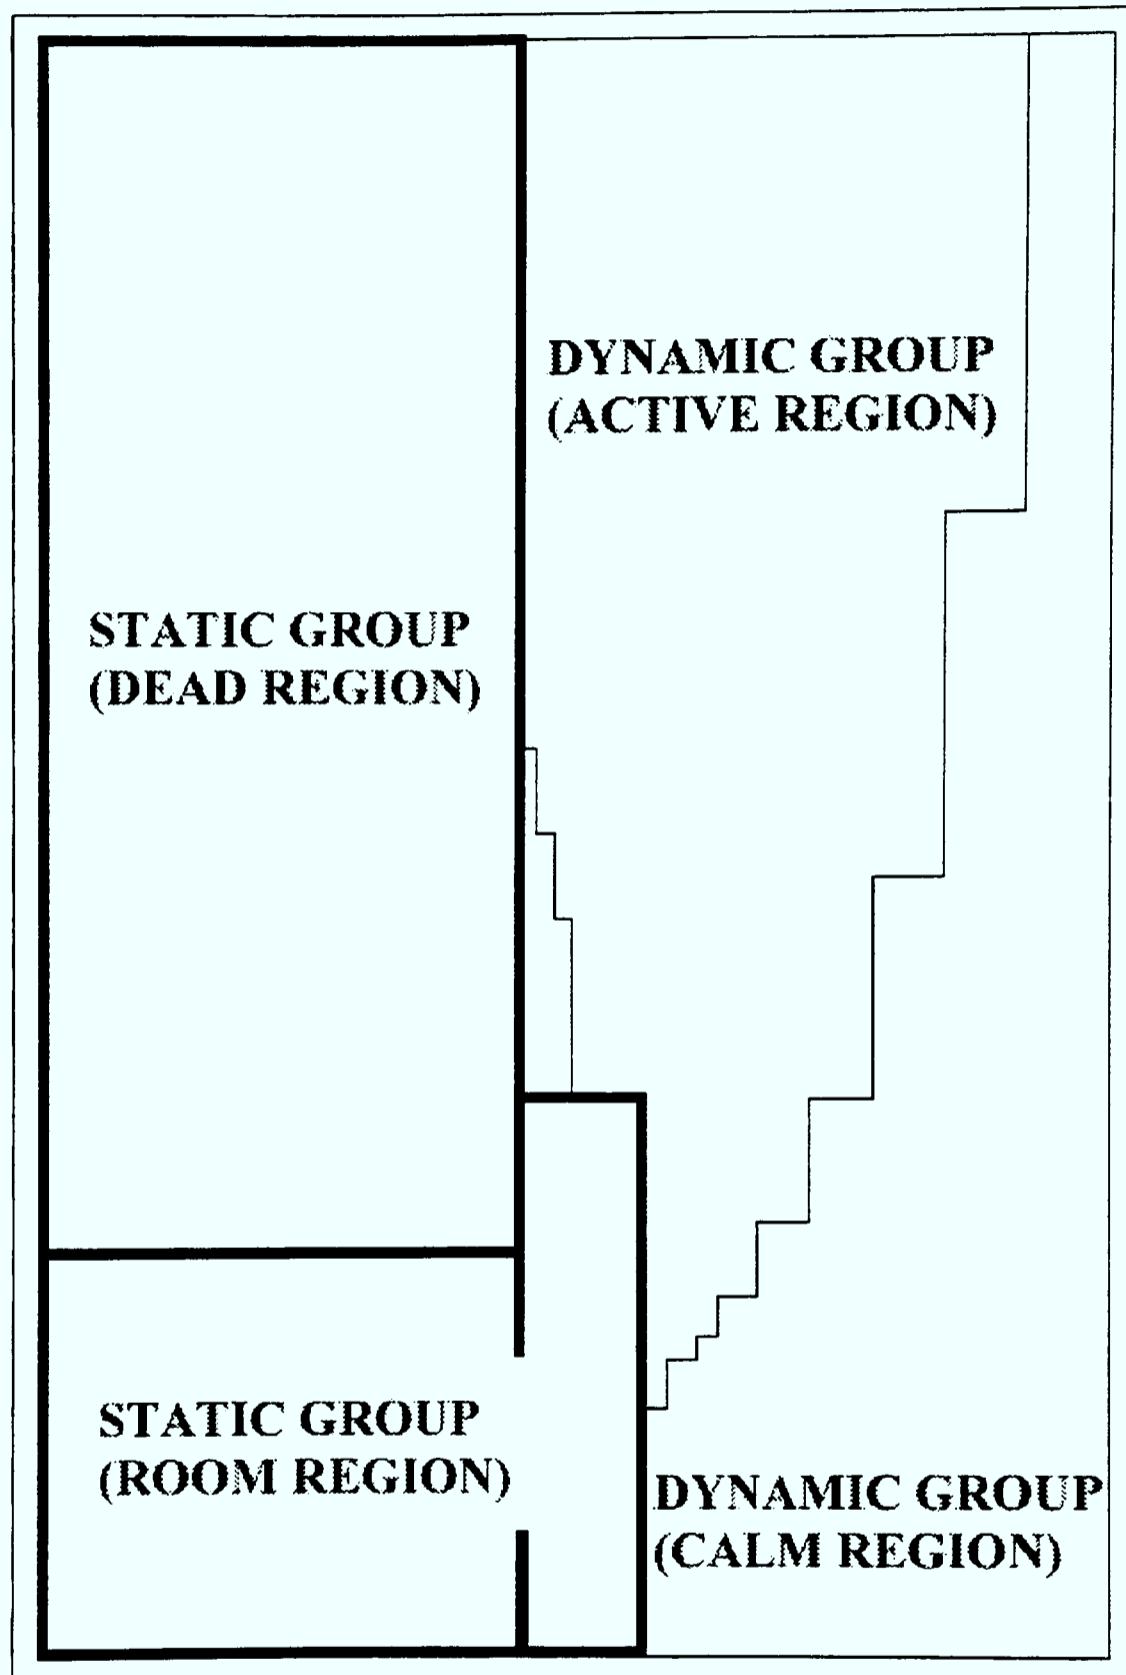 DYNAMIC GROUP
(ACTIVE REGION)
STATIC GROUP
(DEAD REGION)
STATIC GROUP
(ROOM REGION)
DYNAMIC GROUP
(CALM REGION)